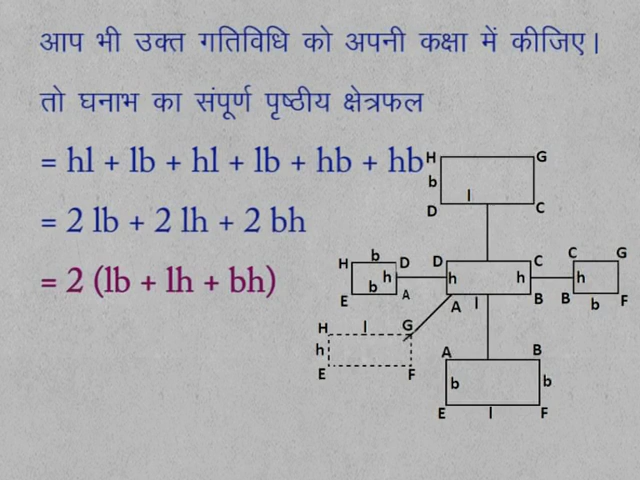 आप भी उक्त गतिविधि को अपनी कक्षा में कीजिए।
तो घनाभ का संपूर्ण पृष्ठीय क्षेत्रफल
= hl + lb + hl + lb + hb + hb
= 2 lb + 2 lh + 2 bh
= 2 (lb + lh + bh)
H G
b
l
D C
H b D D C C G
h h h h
b
E A A l B B b F
H l G
h
E F
A B
b b
E l F